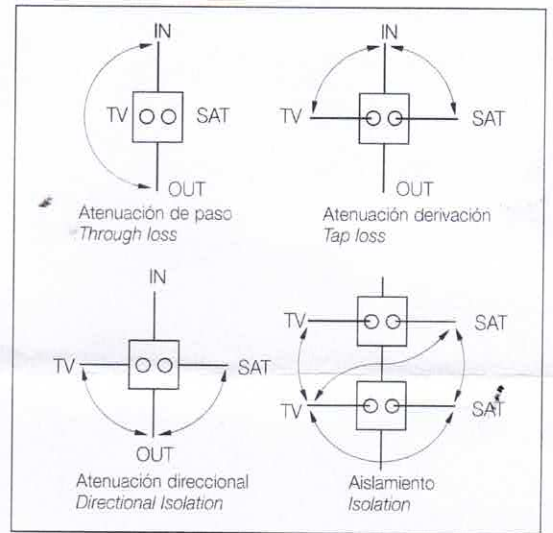 IN
TV SAT
OUT
Atenuación de paso
Through loss
IN
TV SAT
OUT
Atenuación derivación
Tap loss
IN
TV SAT
OUT
Atenuación direccional
Directional Isolation
TV SAT
TV SAT
Aislamiento
Isolation